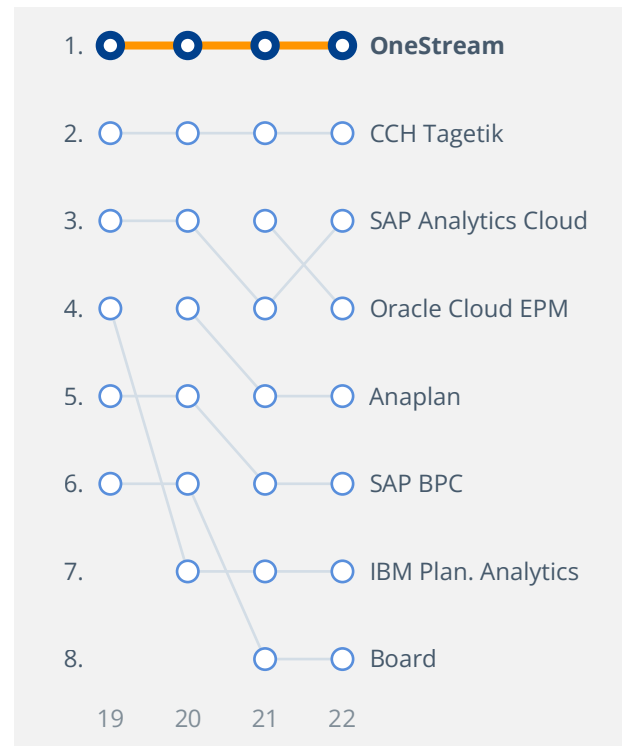 1. OneStream
2. CCH Tagetik
3. SAP Analytics Cloud
4. Oracle Cloud EPM
5. Anaplan
6. SAP BPC
7. IBM Plan. Analytics
8. Board
19 20 21 22